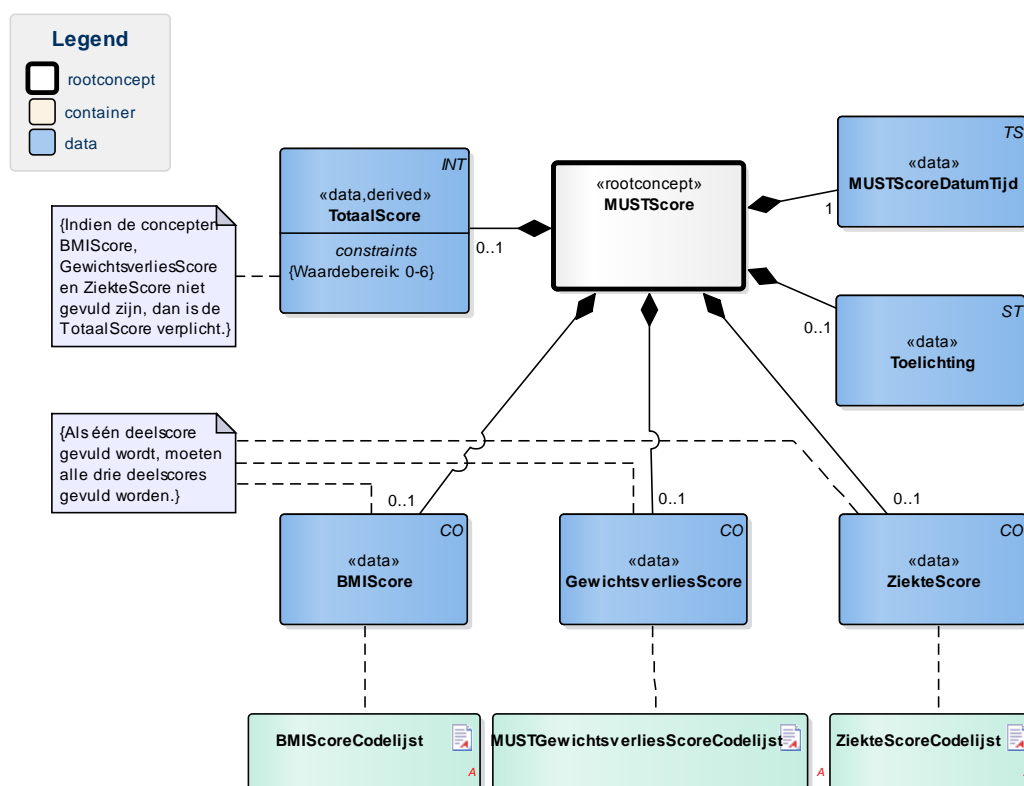 Legend
rootconcept
container
data
TS
«data»
MUSTScoreDatumTijd
1
INT
«data,derived»
TotaalScore
constraints
{Waardebereik: 0-6}
0..1
«rootconcept»
MUSTScore
{Indien de concepten
BMIScore,
GewichtsverliesScore
en ZiekteScore niet
gevuld zijn, dan is de
TotaalScore verplicht.}
ST
«data»
Toelichting
0..1
{Als één deelscore
gevuld wordt, moeten
alle drie deelscores
gevuld worden.}
0..1
0..1
0..1
CO
«data»
BMIScore
CO
«data»
GewichtsverliesScore
CO
«data»
ZiekteScore
BMIScoreCodelijst
A
MUSTGewichtsverliesScoreCodelijst
A
ZiekteScoreCodelijst